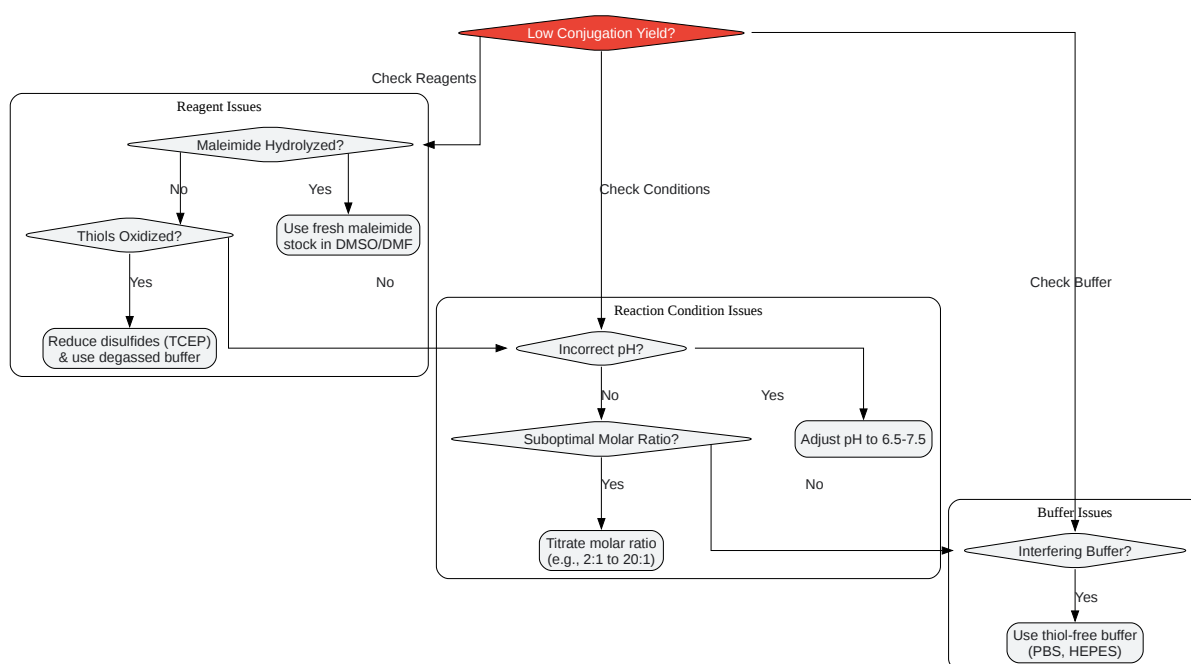 Low Conjugation Yield?
Check Reagents
Reagent Issues
Maleimide Hydrolyzed?
No
Yes
Check Conditions
Thiols Oxidized?
Use fresh maleimide
stock in DMSO/DMF
Yes
No
Check Buffer
Reduce disulfides (TCEP)
& use degassed buffer
Reaction Condition Issues
Incorrect pH?
No
Yes
Suboptimal Molar Ratio?
Adjust pH to 6.5-7.5
Yes
No
Titrate molar ratio
(e.g., 2:1 to 20:1)
Buffer Issues
Interfering Buffer?
Yes
Use thiol-free buffer
(PBS, HEPES)